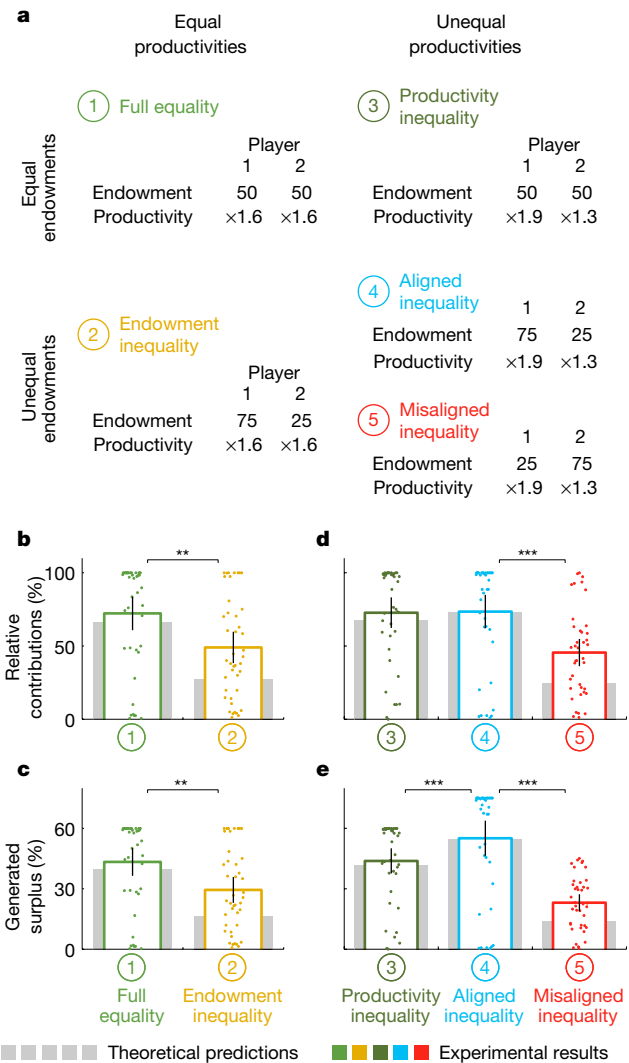 a
Equal productivities
Unequal productivities
Equal endowments
Unequal endowments
1 Full equality
Player
1 2
Endowment 50 50
Productivity ×1.6 ×1.6
3 Productivity inequality
Player
1 2
Endowment 50 50
Productivity ×1.9 ×1.3
2 Endowment inequality
Player
1 2
Endowment 75 25
Productivity ×1.6 ×1.6
4 Aligned inequality
1 2
Endowment 75 25
Productivity ×1.9 ×1.3
5 Misaligned inequality
1 2
Endowment 25 75
Productivity ×1.9 ×1.3
b
Relative contributions (%)
100
50
0
**
1 2
d
***
3 4 5
c
Generated surplus (%)
60
30
0
**
1 2
Full equality
Endowment inequality
e
*** ***
3 4 5
Productivity inequality
Aligned inequality
Misaligned inequality
Theoretical predictions
Experimental results